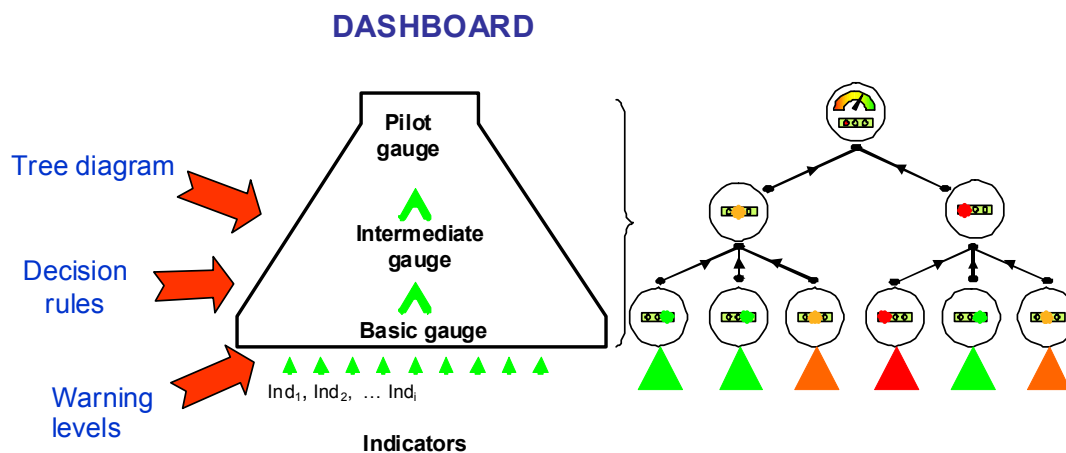 DASHBOARD
Pilot
gauge
Tree diagram
Intermediate
gauge
Decision
rules
Basic gauge
Warning
levels
Ind₁, Ind₂, … Indᵢ
Indicators